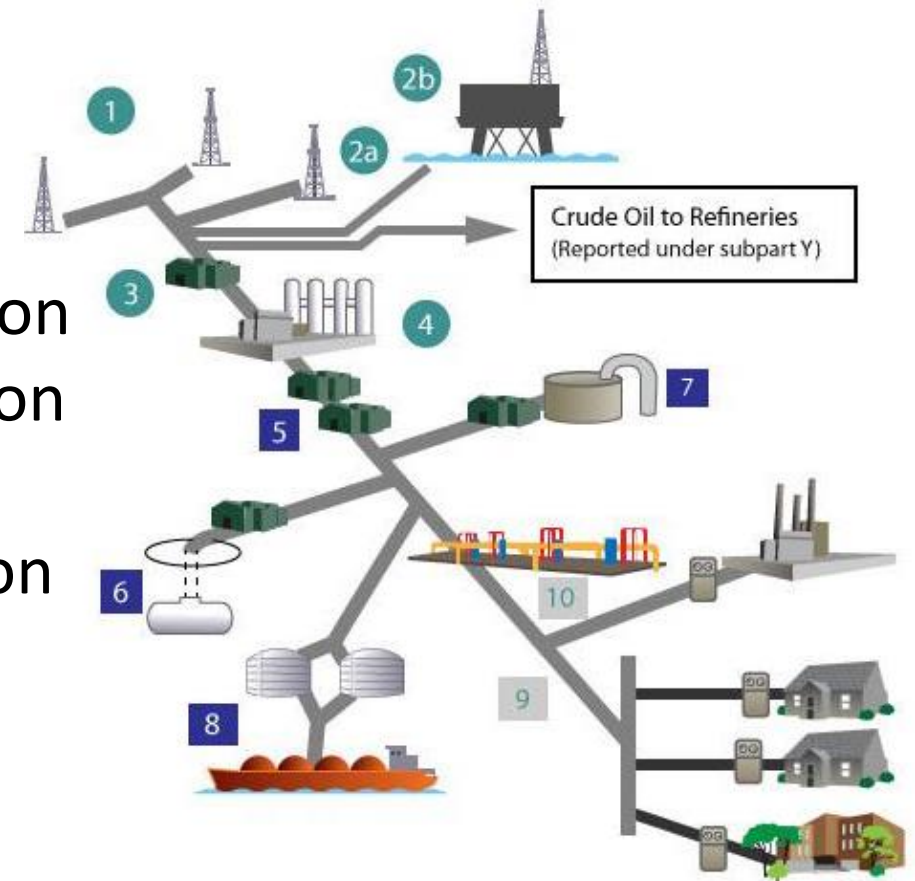 2b
1
2a
Crude Oil to Refineries
(Reported under subpart Y)
3
on
4
on
7
5
on
6
10
9
8